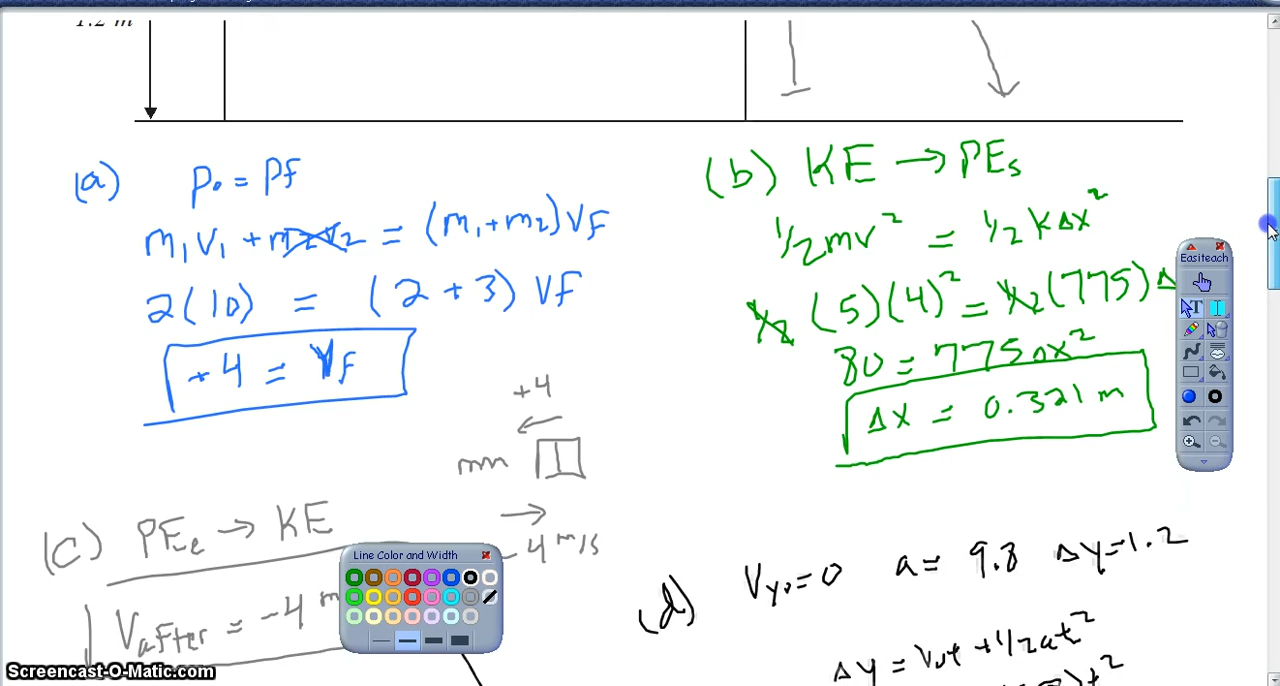 1.2 m
(a) P₀ = Pf
m₁v₁ + m₂v₂ = (m₁+m₂)Vf
2(10) = (2+3) Vf
+4 = Vf
(b) KE → PEs
1/2mv² = 1/2 kΔx²
1/2 (5)(4)² = 1/2(775)Δ
80 = 775Δx²
Δx = 0.321 m
Easiteach
+4
→
-4 m/s
(c) PEe → KE
Vafter = -4 m
Line Color and Width
(d) Vy₀=0 a= 9.8 Δy=1.2
Δy = V₀t + 1/2at²
t²
Screencast-O-Matic.com